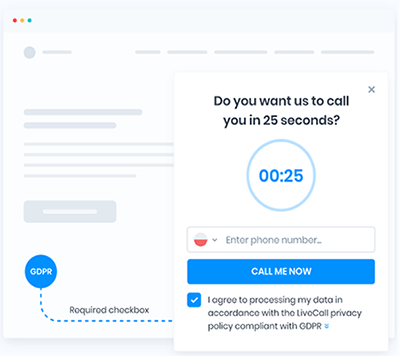 Do you want us to call
you in 25 seconds?
00:25
Enter phone number...
CALL ME NOW
GDPR
Required checkbox
I agree to processing my data in
accordance with the LivoCall privacy
policy compliant with GDPR